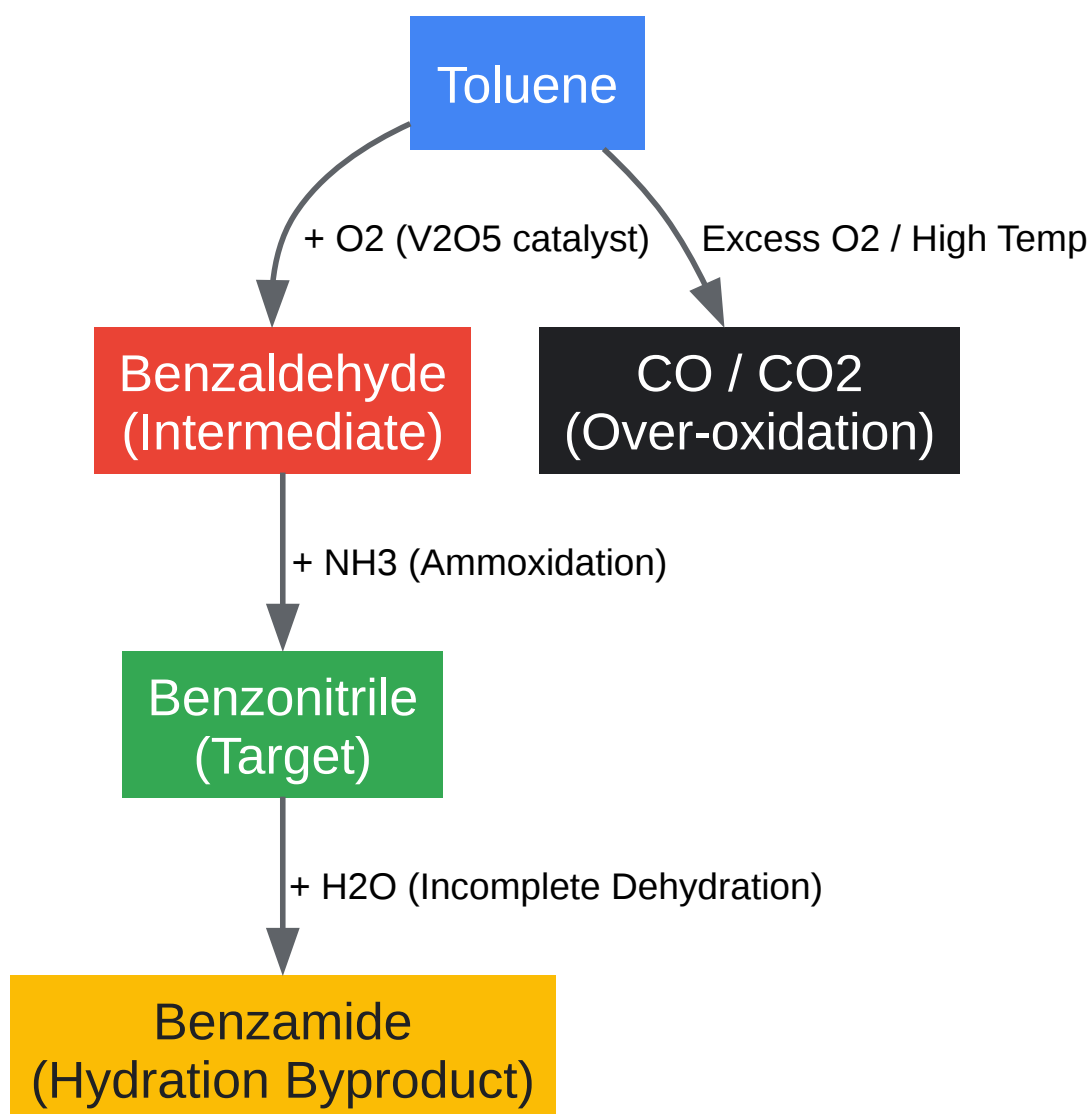 Toluene
+ O2 (V2O5 catalyst)
Excess O2 / High Temp
Benzaldehyde
(Intermediate)
CO / CO2
(Over-oxidation)
+ NH3 (Ammoxidation)
Benzonitrile
(Target)
+ H2O (Incomplete Dehydration)
Benzamide
(Hydration Byproduct)